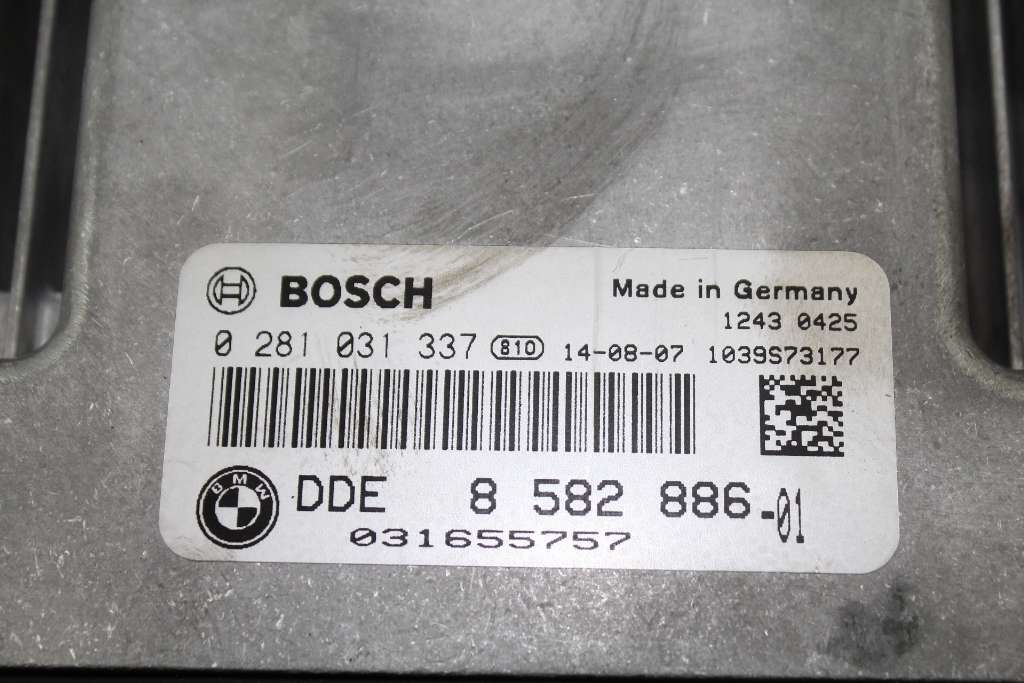 BOSCH Made in Germany
1243 0425
0 281 031 337 810 14-08-07 1039S73177
BMW DDE 8 582 886-01
031655757